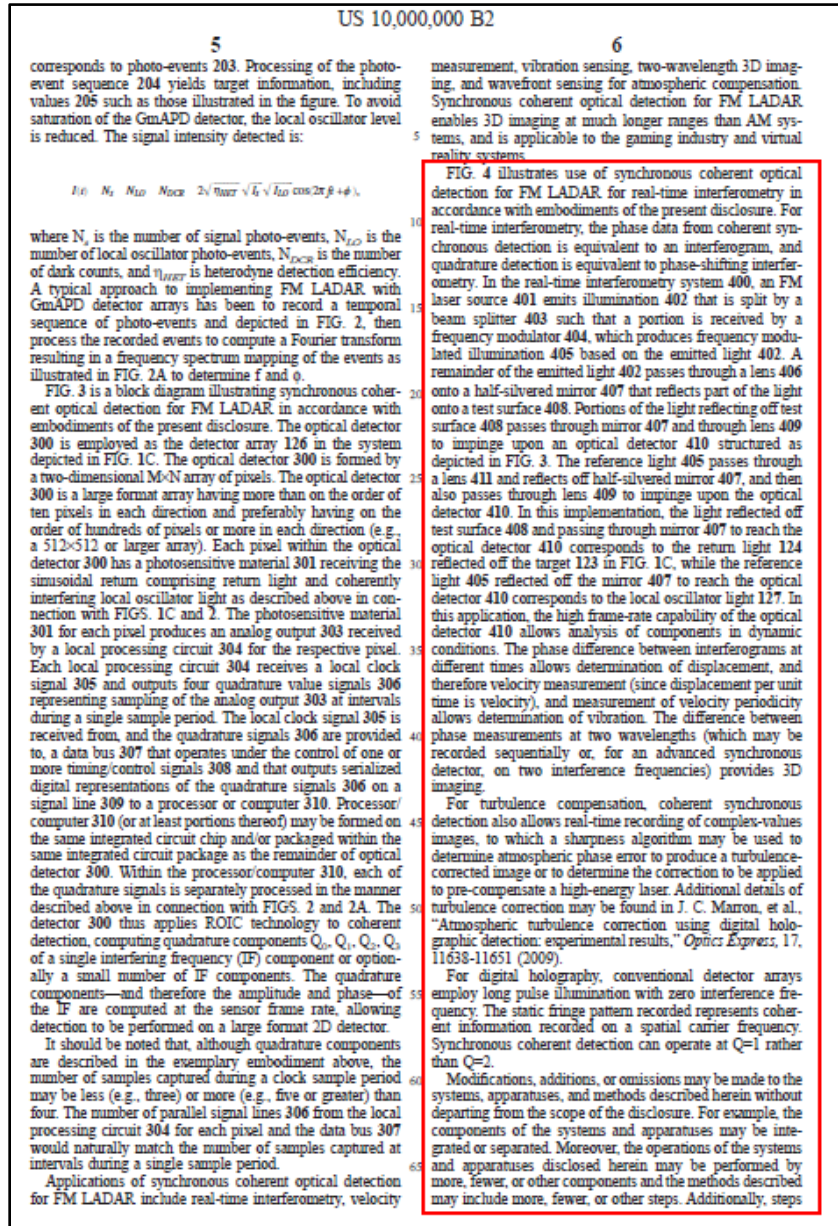 US 10,000,000 B2
5
corresponds to photo-events 203. Processing of the photo-
event sequence 204 yields target information, including
values 205 such as those illustrated in the figure. To avoid
saturation of the GmAPD detector, the local oscillator level
is reduced. The signal intensity detected is:
I(t) N_s N_LO N_DCR 2√η_HET √I_s √I_LO cos(2π ft+ϕ),
where N_s is the number of signal photo-events, N_LO is the
number of local oscillator photo-events, N_DCR is the number
of dark counts, and η_HET is heterodyne detection efficiency.
A typical approach to implementing FM LADAR with
GmAPD detector arrays has been to record a temporal
sequence of photo-events and depicted in FIG. 2, then
process the recorded events to compute a Fourier transform
resulting in a frequency spectrum mapping of the events as
illustrated in FIG. 2A to determine f and ϕ.
FIG. 3 is a block diagram illustrating synchronous coher-
ent optical detection for FM LADAR in accordance with
embodiments of the present disclosure. The optical detector
300 is employed as the detector array 126 in the system
depicted in FIG. 1C. The optical detector 300 is formed by
a two-dimensional M×N array of pixels. The optical detector
300 is a large format array having more than on the order of
ten pixels in each direction and preferably having on the
order of hundreds of pixels or more in each direction (e.g.,
a 512×512 or larger array). Each pixel within the optical
detector 300 has a photosensitive material 301 receiving the
sinusoidal return comprising return light and coherently
interfering local oscillator light as described above in con-
nection with FIGS. 1C and 2. The photosensitive material
301 for each pixel produces an analog output 303 received
by a local processing circuit 304 for the respective pixel.
Each local processing circuit 304 receives a local clock
signal 305 and outputs four quadrature value signals 306
representing sampling of the analog output 303 at intervals
during a single sample period. The local clock signal 305 is
received from, and the quadrature signals 306 are provided
to, a data bus 307 that operates under the control of one or
more timing/control signals 308 and that outputs serialized
digital representations of the quadrature signals 306 on a
signal line 309 to a processor or computer 310. Processor/
computer 310 (or at least portions thereof) may be formed on
the same integrated circuit chip and/or packaged within the
same integrated circuit package as the remainder of optical
detector 300. Within the processor/computer 310, each of
the quadrature signals is separately processed in the manner
described above in connection with FIGS. 2 and 2A. The
detector 300 thus applies ROIC technology to coherent
detection, computing quadrature components Q₀, Q₁, Q₂, Q₃
of a single interfering frequency (IF) component or option-
ally a small number of IF components. The quadrature
components—and therefore the amplitude and phase—of
the IF are computed at the sensor frame rate, allowing
detection to be performed on a large format 2D detector.
It should be noted that, although quadrature components
are described in the exemplary embodiment above, the
number of samples captured during a clock sample period
may be less (e.g., three) or more (e.g., five or greater) than
four. The number of parallel signal lines 306 from the local
processing circuit 304 for each pixel and the data bus 307
would naturally match the number of samples captured at
intervals during a single sample period.
Applications of synchronous coherent optical detection
for FM LADAR include real-time interferometry, velocity
5
10
15
20
25
30
35
40
45
50
55
60
65
6
measurement, vibration sensing, two-wavelength 3D imag-
ing, and wavefront sensing for atmospheric compensation.
Synchronous coherent optical detection for FM LADAR
enables 3D imaging at much longer ranges than AM sys-
tems, and is applicable to the gaming industry and virtual
reality systems.
FIG. 4 illustrates use of synchronous coherent optical
detection for FM LADAR for real-time interferometry in
accordance with embodiments of the present disclosure. For
real-time interferometry, the phase data from coherent syn-
chronous detection is equivalent to an interferogram, and
quadrature detection is equivalent to phase-shifting interfer-
ometry. In the real-time interferometry system 400, an FM
laser source 401 emits illumination 402 that is split by a
beam splitter 403 such that a portion is received by a
frequency modulator 404, which produces frequency modu-
lated illumination 405 based on the emitted light 402. A
remainder of the emitted light 402 passes through a lens 406
onto a half-silvered mirror 407 that reflects part of the light
onto a test surface 408. Portions of the light reflecting off test
surface 408 passes through mirror 407 and through lens 409
to impinge upon an optical detector 410 structured as
depicted in FIG. 3. The reference light 405 passes through
a lens 411 and reflects off half-silvered mirror 407, and then
also passes through lens 409 to impinge upon the optical
detector 410. In this implementation, the light reflected off
test surface 408 and passing through mirror 407 to reach the
optical detector 410 corresponds to the return light 124
reflected off the target 123 in FIG. 1C, while the reference
light 405 reflected off the mirror 407 to reach the optical
detector 410 corresponds to the local oscillator light 127. In
this application, the high frame-rate capability of the optical
detector 410 allows analysis of components in dynamic
conditions. The phase difference between interferograms at
different times allows determination of displacement, and
therefore velocity measurement (since displacement per unit
time is velocity), and measurement of velocity periodicity
allows determination of vibration. The difference between
phase measurements at two wavelengths (which may be
recorded sequentially or, for an advanced synchronous
detector, on two interference frequencies) provides 3D
imaging.
For turbulence compensation, coherent synchronous
detection also allows real-time recording of complex-values
images, to which a sharpness algorithm may be used to
determine atmospheric phase error to produce a turbulence-
corrected image or to determine the correction to be applied
to pre-compensate a high-energy laser. Additional details of
turbulence correction may be found in J. C. Marron, et al.,
"Atmospheric turbulence correction using digital holo-
graphic detection: experimental results," Optics Express, 17,
11638-11651 (2009).
For digital holography, conventional detector arrays
employ long pulse illumination with zero interference fre-
quency. The static fringe pattern recorded represents coher-
ent information recorded on a spatial carrier frequency.
Synchronous coherent detection can operate at Q=1 rather
than Q=2.
Modifications, additions, or omissions may be made to the
systems, apparatuses, and methods described herein without
departing from the scope of the disclosure. For example, the
components of the systems and apparatuses may be inte-
grated or separated. Moreover, the operations of the systems
and apparatuses disclosed herein may be performed by
more, fewer, or other components and the methods described
may include more, fewer, or other steps. Additionally, steps